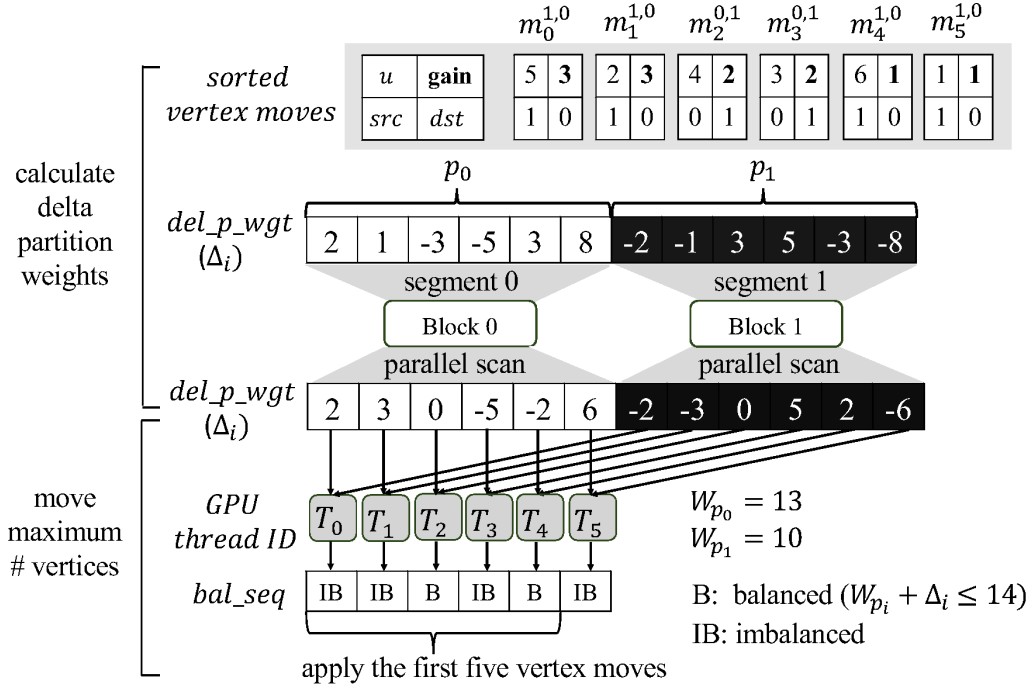 m_0^{1,0} m_1^{1,0} m_2^{0,1} m_3^{0,1} m_4^{1,0} m_5^{1,0}
sorted
vertex moves
u gain
src dst
5 3 2 3 4 2 3 2 6 1 1 1
1 0 1 0 0 1 0 1 1 0 1 0
calculate
delta
partition
weights
p_0 p_1
del_p_wgt
(Δ_i)
2 1 -3 -5 3 8 -2 -1 3 5 -3 -8
segment 0 segment 1
Block 0 Block 1
parallel scan parallel scan
del_p_wgt
(Δ_i)
2 3 0 -5 -2 6 -2 -3 0 5 2 -6
move
maximum
# vertices
GPU
thread ID
T_0 T_1 T_2 T_3 T_4 T_5
W_{p_0} = 13
W_{p_1} = 10
bal_seq
IB IB B IB B IB
B: balanced (W_{p_i} + Δ_i ≤ 14)
IB: imbalanced
apply the first five vertex moves